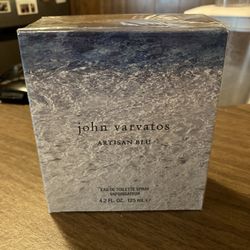 john varvatos
ARTISAN BLU
EAU DE TOILETTE SPRAY
VAPORISATEUR
4.2 FL. OZ. 125 ML ℮